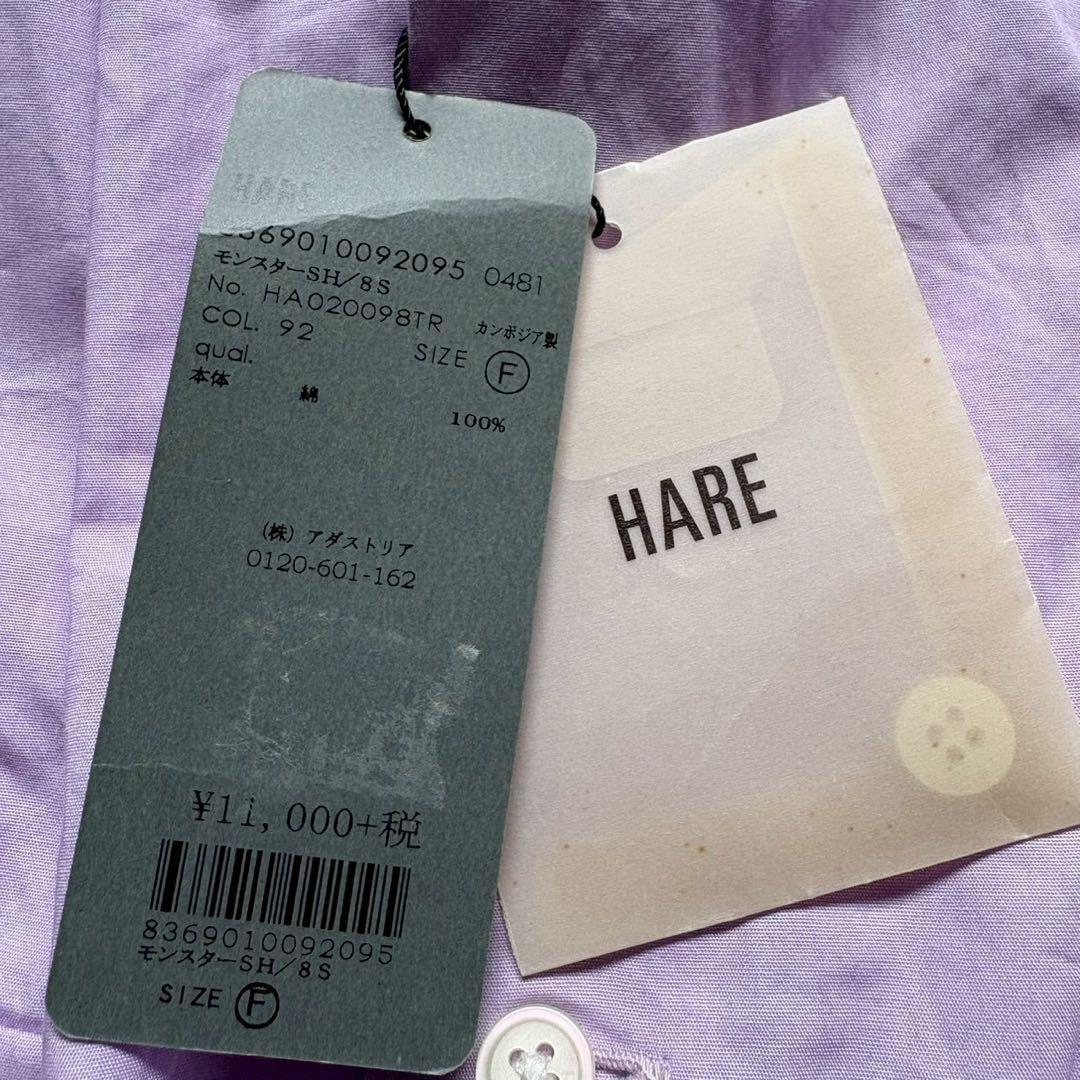 HARE
8369010092095 0481
モンスターSH/8S
No. HA020098TR カンボジア製
COL. 92 SIZE F
qual.
本体 綿 100%
(株) アダストリア
0120-601-162
¥11,000+税
8369010092095
モンスターSH/8S
SIZE F
HARE